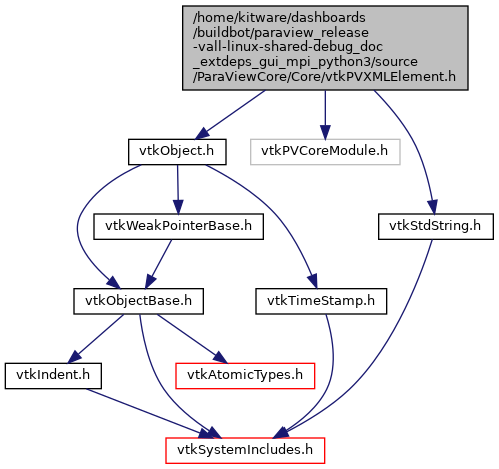 /home/kitware/dashboards
/buildbot/paraview_release
-vall-linux-shared-debug_doc
_extdeps_gui_mpi_python3/source
/ParaViewCore/Core/vtkPVXMLElement.h
vtkObject.h
vtkPVCoreModule.h
vtkWeakPointerBase.h
vtkStdString.h
vtkObjectBase.h
vtkTimeStamp.h
vtkIndent.h
vtkAtomicTypes.h
vtkSystemIncludes.h